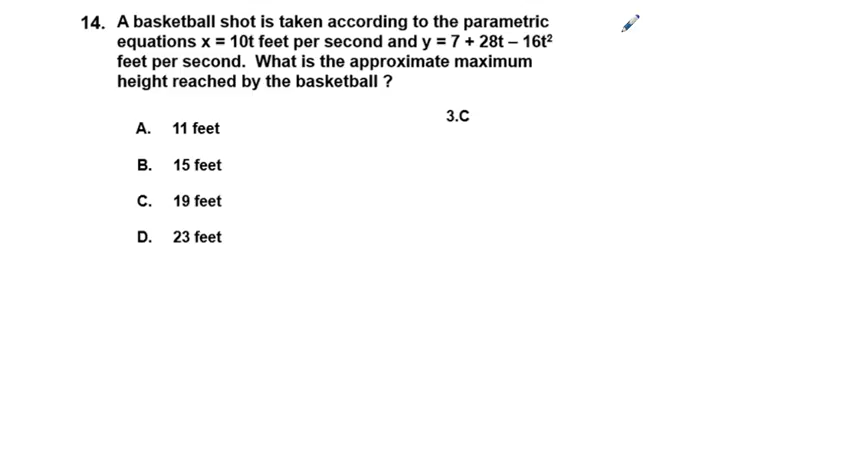 14. A basketball shot is taken according to the parametric
equations x = 10t feet per second and y = 7 + 28t – 16t²
feet per second. What is the approximate maximum
height reached by the basketball ?
3.C
A. 11 feet
B. 15 feet
C. 19 feet
D. 23 feet